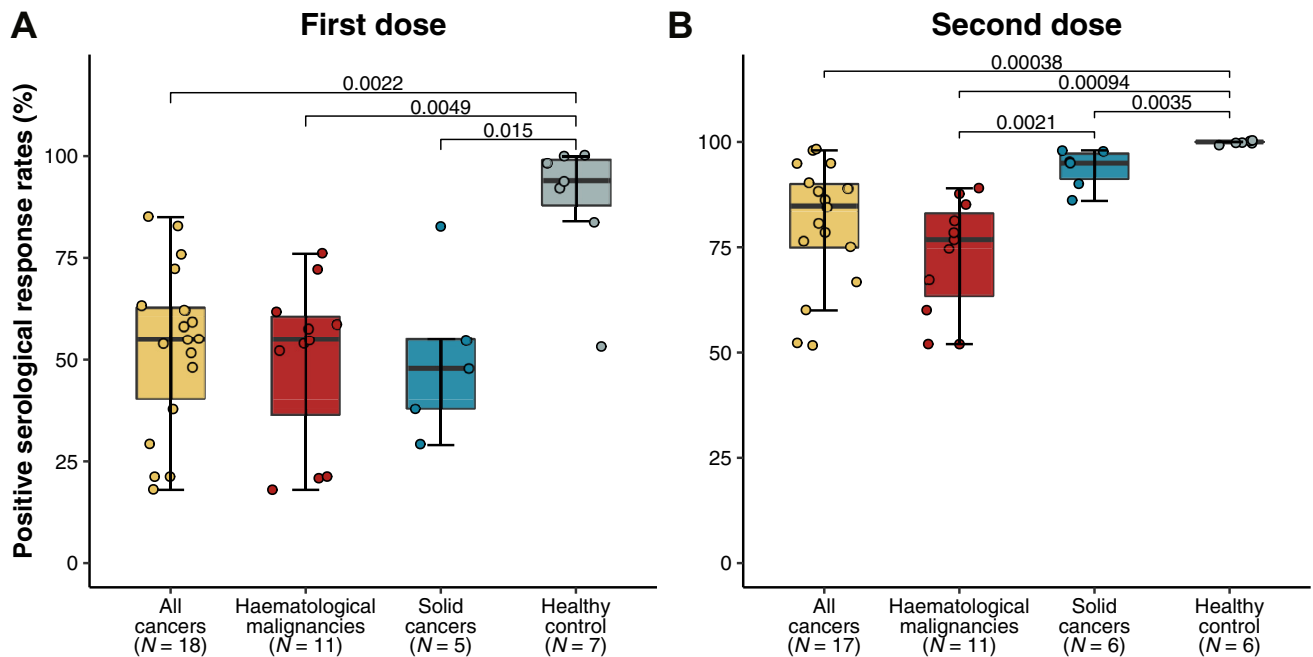 A
First dose
Positive serological response rates (%)
0.0022
0.0049
0.015
100
75
50
25
0
All
cancers
(N = 18)
Haematological
malignancies
(N = 11)
Solid
cancers
(N = 5)
Healthy
control
(N = 7)
B
Second dose
0.00038
0.00094
0.0035
0.0021
100
75
50
25
0
All
cancers
(N = 17)
Haematological
malignancies
(N = 11)
Solid
cancers
(N = 6)
Healthy
control
(N = 6)